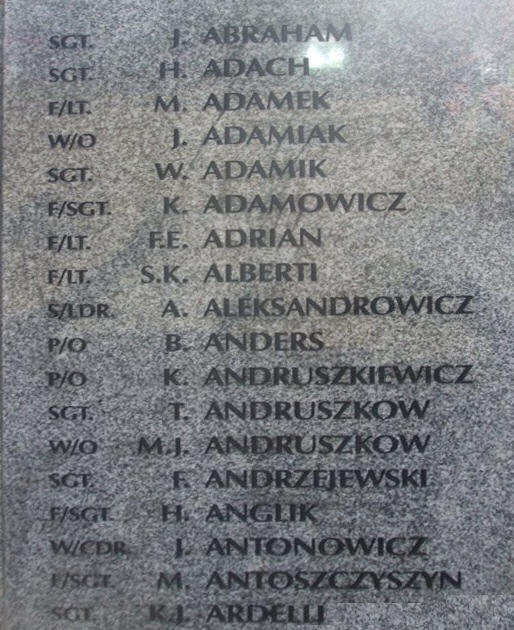 SGT. J. ABRAHAM
SGT. H. ADACH
F/LT. M. ADAMEK
W/O J. ADAMIAK
SGT. W. ADAMIK
F/SGT. K. ADAMOWICZ
F/LT. F.E. ADRIAN
F/LT. S.K. ALBERTI
S/LDR. A. ALEKSANDROWICZ
P/O B. ANDERS
P/O K. ANDRUSZKIEWICZ
SGT. T. ANDRUSZKOW
W/O M.J. ANDRUSZKOW
SGT. F. ANDRZEJEWSKI
F/SGT. H. ANGLIK
W/CDR. J. ANTONOWICZ
F/SGT. M. ANTOSZCZYSZYN
SGT. K.J. ARDELLI